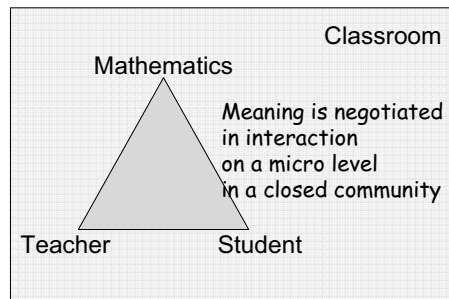 Classroom
Mathematics
Meaning is negotiated
in interaction
on a micro level
in a closed community
Teacher
Student